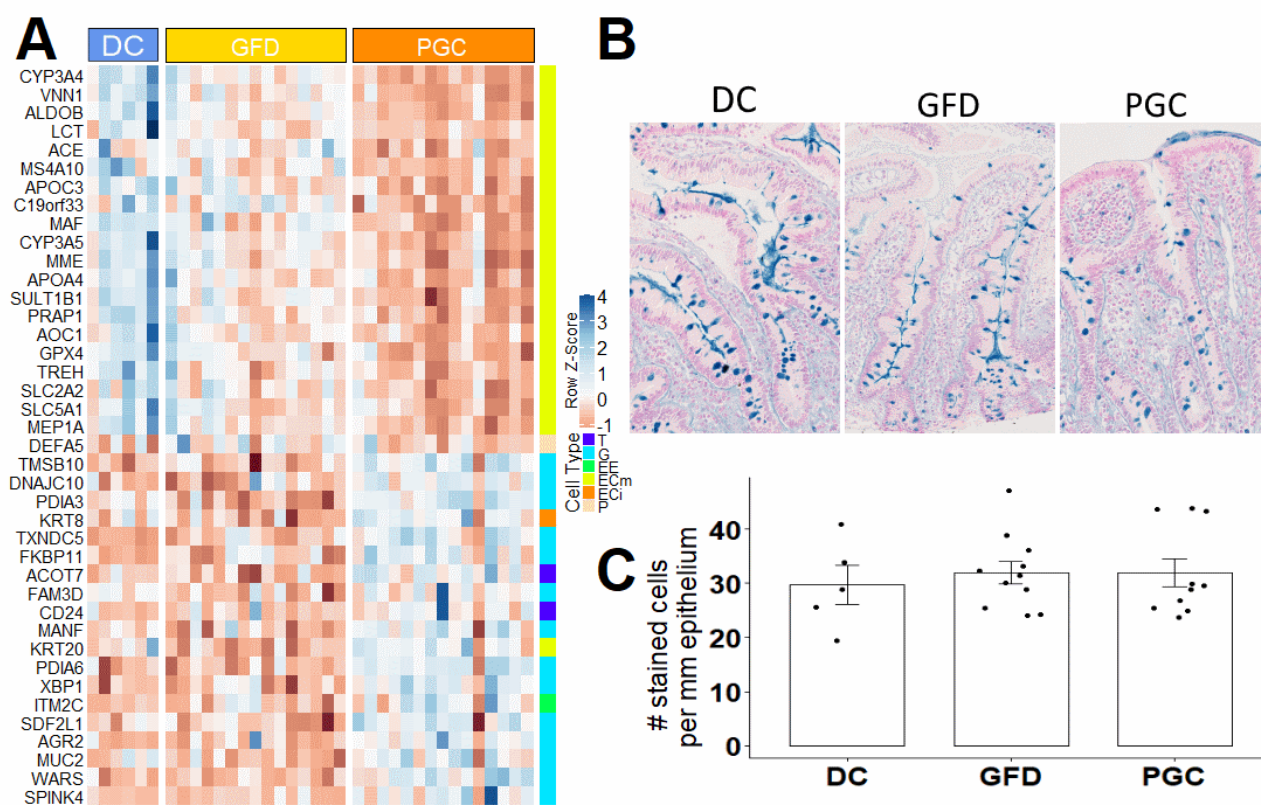 A
DC GFD PGC
CYP3A4
VNN1
ALDOB
LCT
ACE
MS4A10
APOC3
C19orf33
MAF
CYP3A5
MME
APOA4
SULT1B1
PRAP1
AOC1
GPX4
TREH
SLC2A2
SLC5A1
MEP1A
DEFA5
TMSB10
DNAJC10
PDIA3
KRT8
TXNDC5
FKBP11
ACOT7
FAM3D
CD24
MANF
KRT20
PDIA6
XBP1
ITM2C
SDF2L1
AGR2
MUC2
WARS
SPINK4
Row Z-Score
4
3
2
1
0
-1
Cell Type
T
G
EE
ECm
ECi
P
B
DC GFD PGC
C
# stained cells
per mm epithelium
40
30
20
10
0
DC GFD PGC